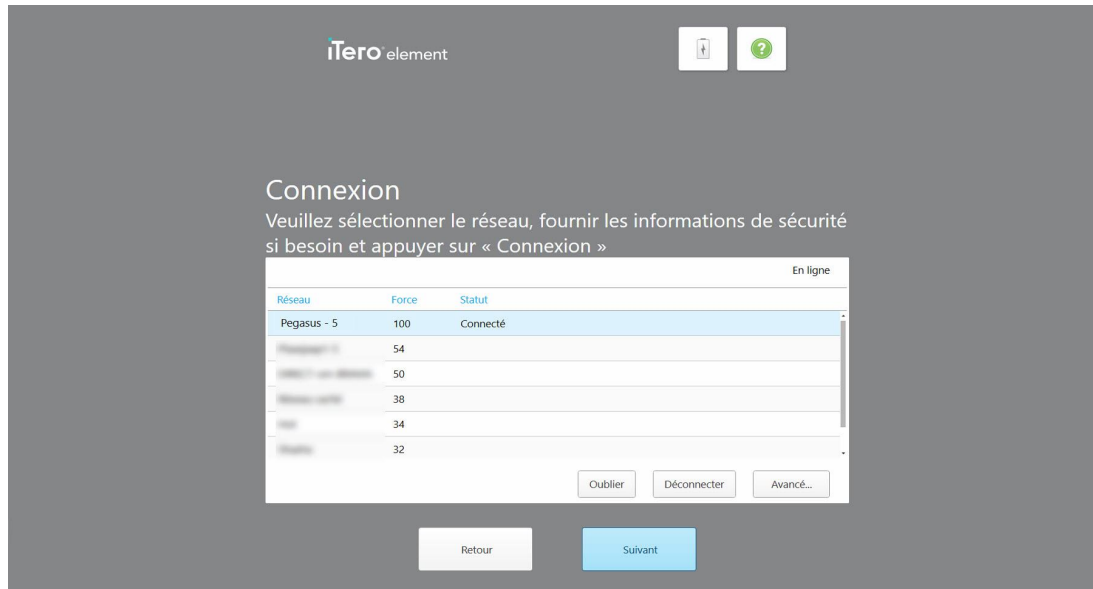 iTero element
?
Connexion
Veuillez sélectionner le réseau, fournir les informations de sécurité
si besoin et appuyer sur « Connexion »
En ligne
Réseau Force Statut
Pegasus - 5 100 Connecté
54
50
38
34
32
Oublier Déconnecter Avancé...
Retour Suivant